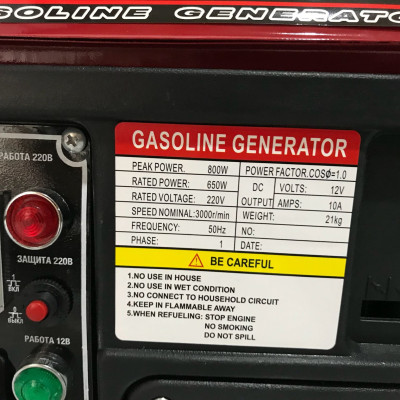 GASOLINE GENERATO
РАБОТА 220В
ЗАЩИТА 220В
ВКЛ
ВЫКЛ
РАБОТА 12В
GASOLINE GENERATOR
PEAK POWER. 800W POWER FACTOR.COSΦ=1.0
RATED POWER: 650W DC VOLTS: 12V
RATED VOLTAGE: 220V OUTPUT AMPS: 10A
SPEED NOMINAL:3000r/min WEIGHT: 21kg
FREQUENCY: 50Hz NO:
PHASE: 1 DATE:
BE CAREFUL
1.NO USE IN HOUSE
2.NO USE IN WET CONDITION
3.NO CONNECT TO HOUSEHOLD CIRCUIT
4.KEEP IN FLAMMABLE AWAY
5.WHEN REFUELING: STOP ENGINE
NO SMOKING
DO NOT SPILL